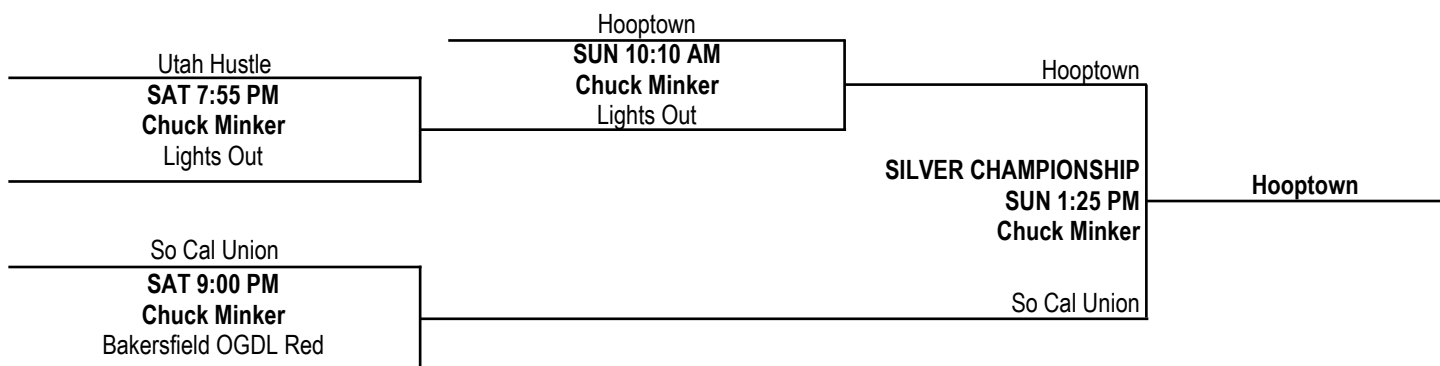 Hooptown
Utah Hustle
SUN 10:10 AM
SAT 7:55 PM
Chuck Minker
Hooptown
Chuck Minker
Lights Out
Lights Out
SILVER CHAMPIONSHIP
Hooptown
SUN 1:25 PM
Chuck Minker
So Cal Union
SAT 9:00 PM
So Cal Union
Chuck Minker
Bakersfield OGDL Red